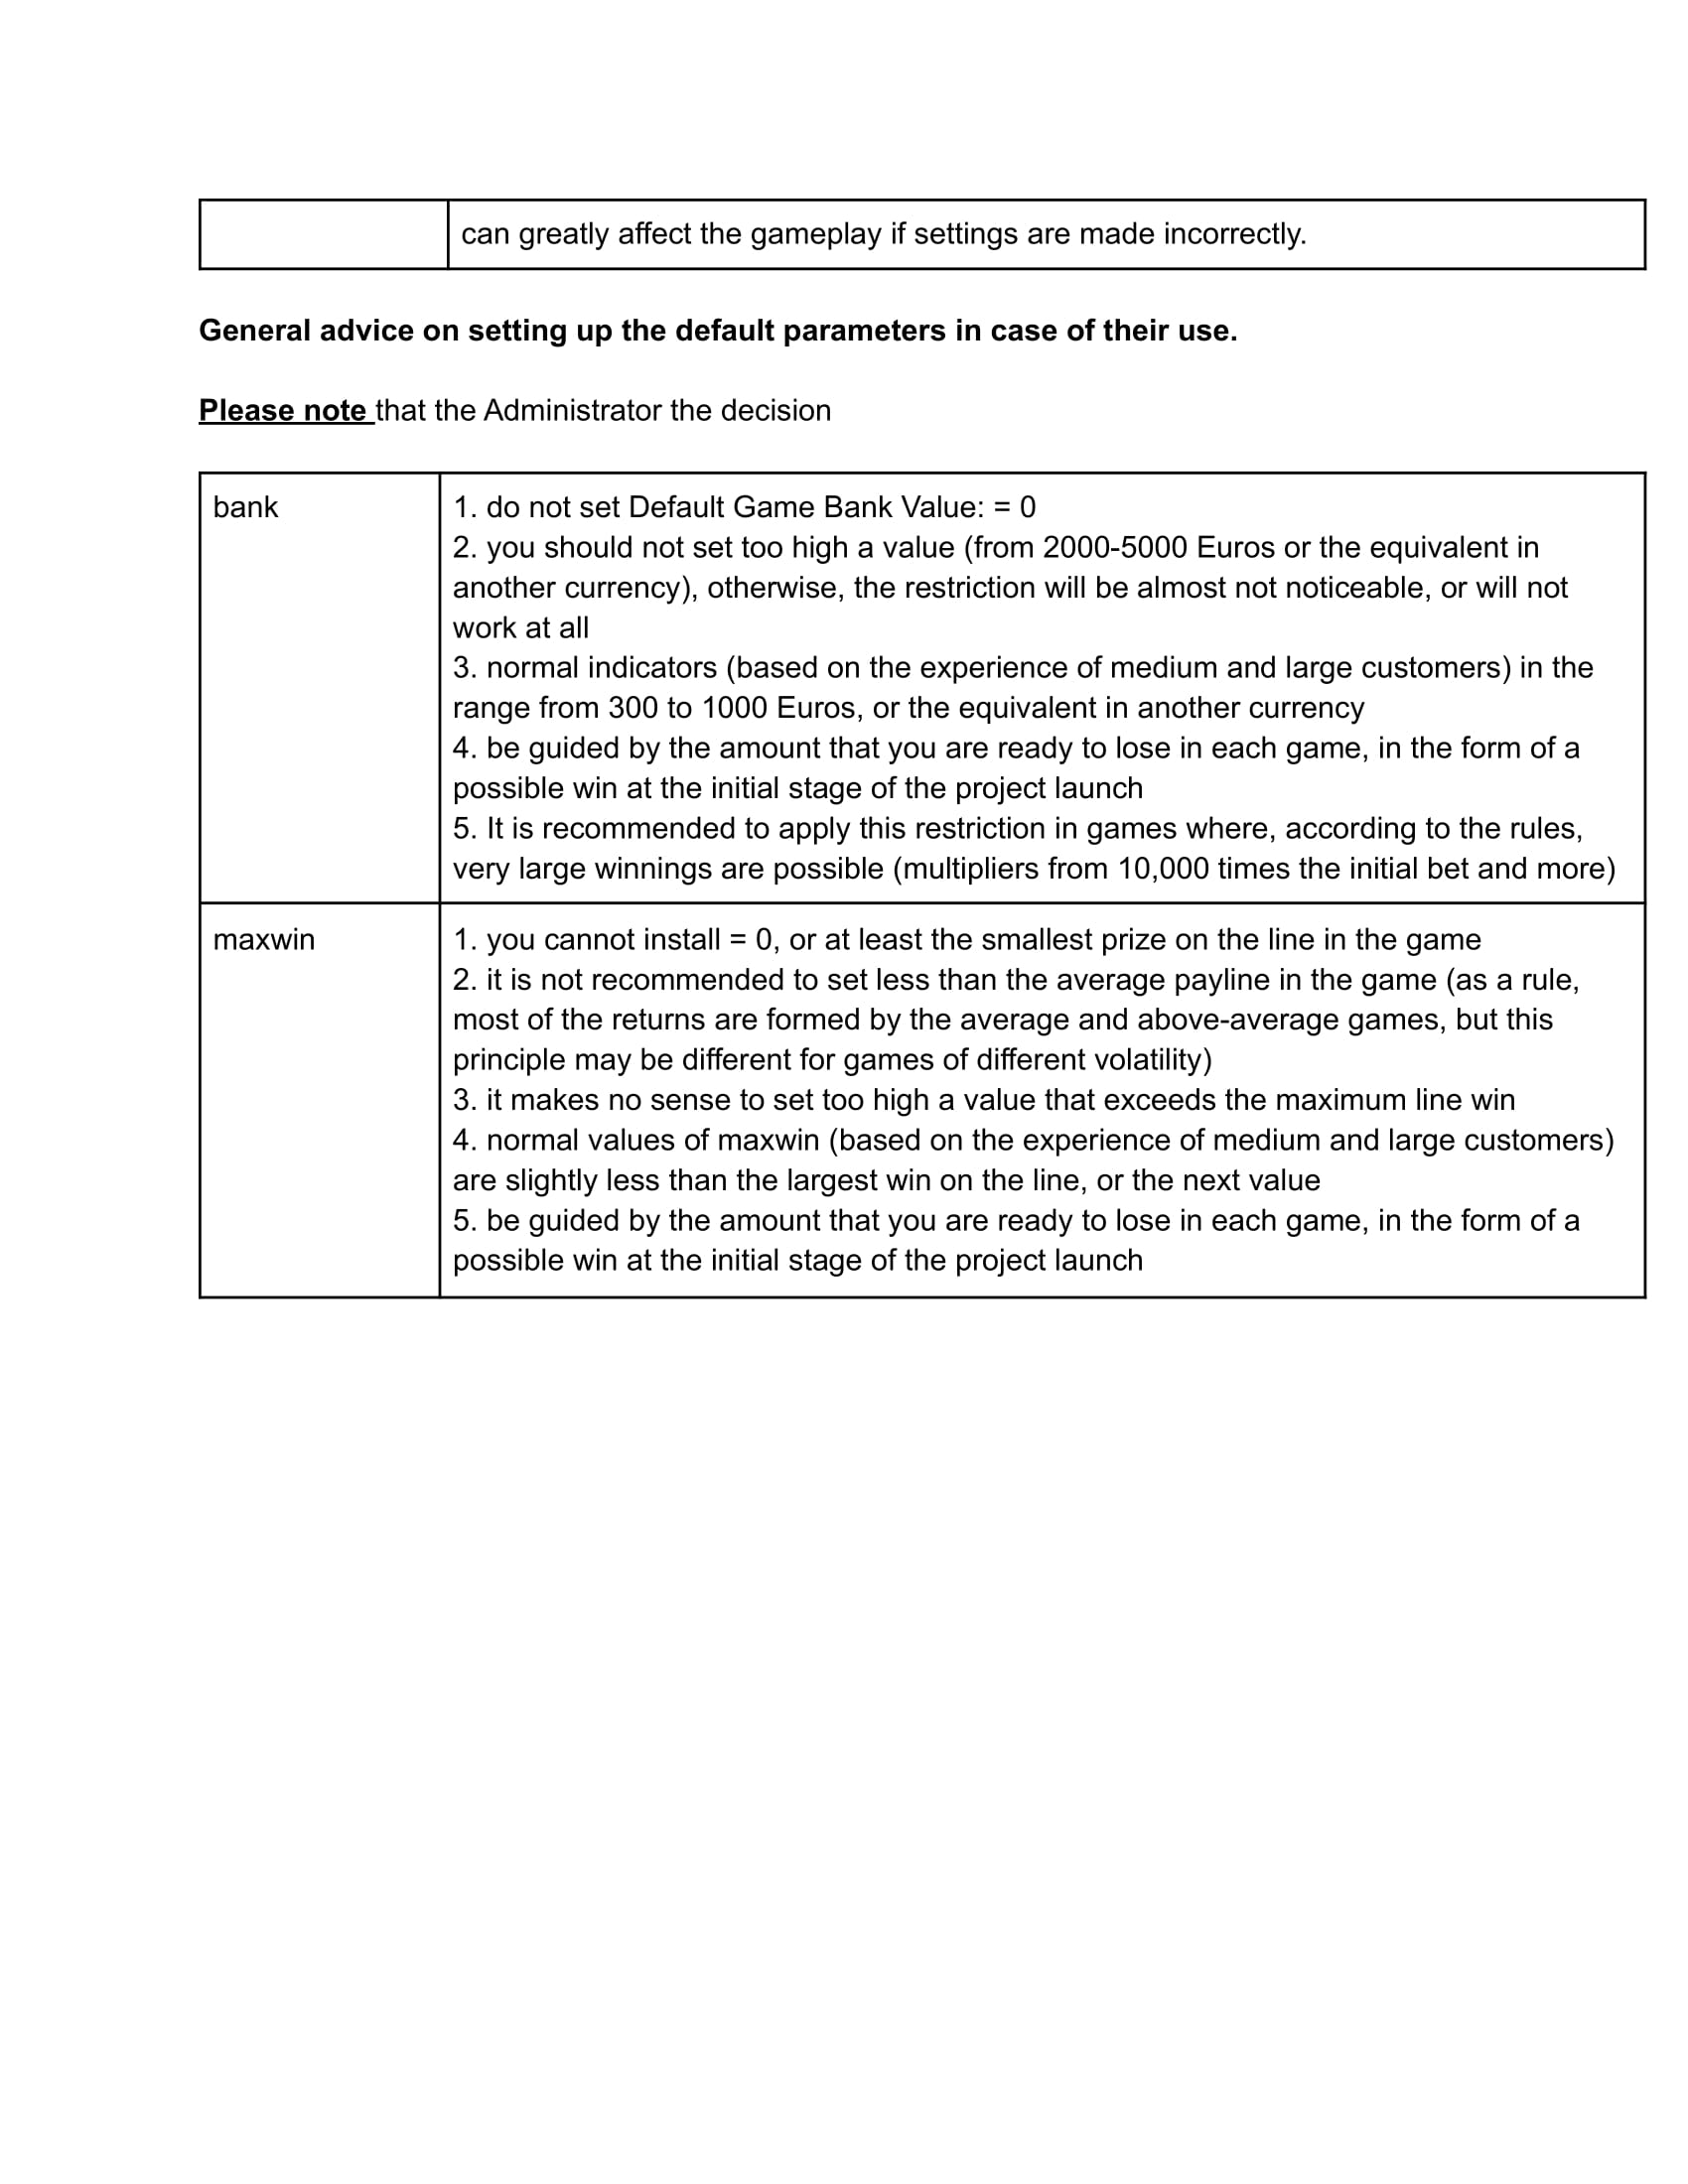 can greatly affect the gameplay if settings are made incorrectly.
General advice on setting up the default parameters in case of their use.
Please note that the Administrator the decision
bank
1. do not set Default Game Bank Value: = 0
2. you should not set too high a value (from 2000-5000 Euros or the equivalent in
another currency), otherwise, the restriction will be almost not noticeable, or will not
work at all
3. normal indicators (based on the experience of medium and large customers) in the
range from 300 to 1000 Euros, or the equivalent in another currency
4. be guided by the amount that you are ready to lose in each game, in the form of a
possible win at the initial stage of the project launch
5. It is recommended to apply this restriction in games where, according to the rules,
very large winnings are possible (multipliers from 10,000 times the initial bet and more)
maxwin
1. you cannot install = 0, or at least the smallest prize on the line in the game
2. it is not recommended to set less than the average payline in the game (as a rule,
most of the returns are formed by the average and above-average games, but this
principle may be different for games of different volatility)
3. it makes no sense to set too high a value that exceeds the maximum line win
4. normal values of maxwin (based on the experience of medium and large customers)
are slightly less than the largest win on the line, or the next value
5. be guided by the amount that you are ready to lose in each game, in the form of a
possible win at the initial stage of the project launch